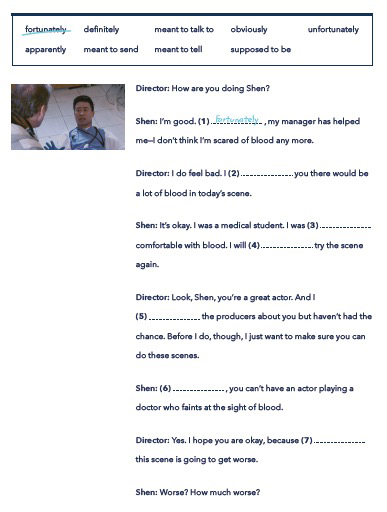 fortunately definitely meant to talk to obviously unfortunately
apparently meant to send meant to tell supposed to be
Director: How are you doing Shen?
Shen: I'm good. (1) fortunately, my manager has helped
me—I don't think I'm scared of blood any more.
Director: I do feel bad. I (2) you there would be
a lot of blood in today's scene.
Shen: It's okay. I was a medical student. I was (3)
comfortable with blood. I will (4) try the scene
again.
Director: Look, Shen, you're a great actor. And I
(5) the producers about you but haven't had the
chance. Before I do, though, I just want to make sure you can
do these scenes.
Shen: (6) , you can't have an actor playing a
doctor who faints at the sight of blood.
Director: Yes. I hope you are okay, because (7)
this scene is going to get worse.
Shen: Worse? How much worse?